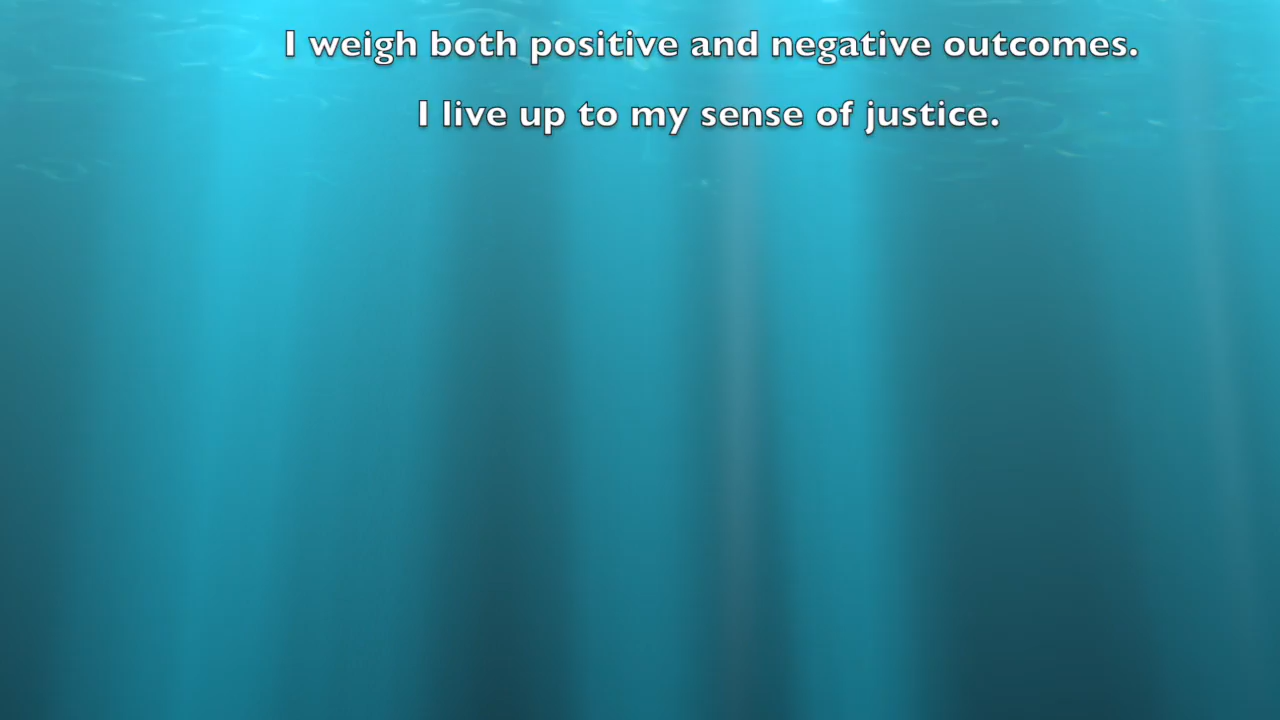 I weigh both positive and negative outcomes.
I live up to my sense of justice.